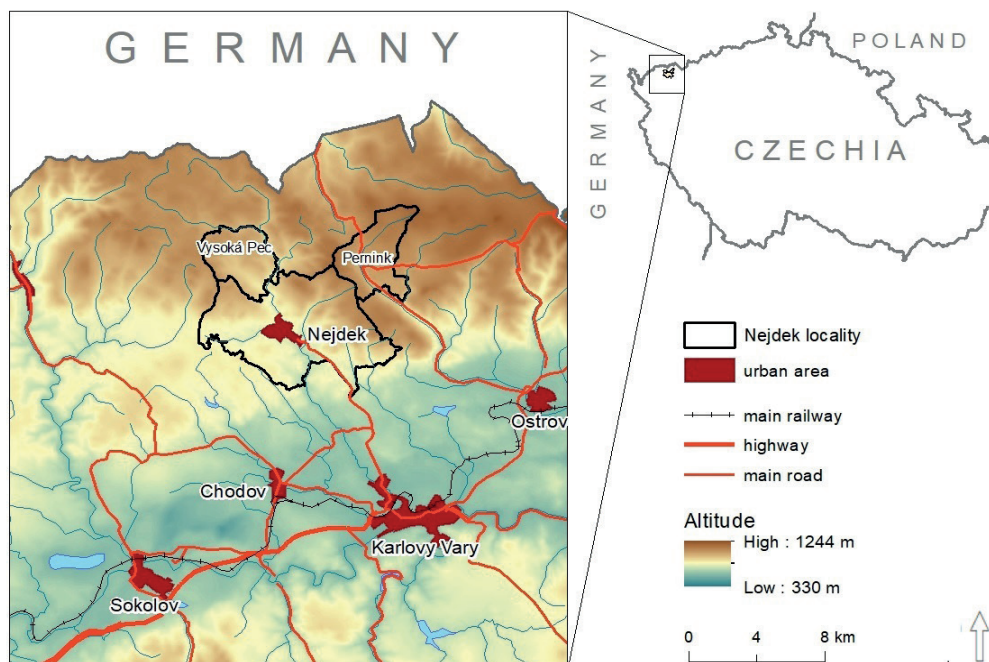 GERMANY
Vysoká Pec
Pernink
Nejdek
Ostrov
Chodov
Karlovy Vary
Sokolov
GERMANY
POLAND
CZECHIA
Nejdek locality
urban area
main railway
highway
main road
Altitude
High : 1244 m
Low : 330 m
0 4 8 km